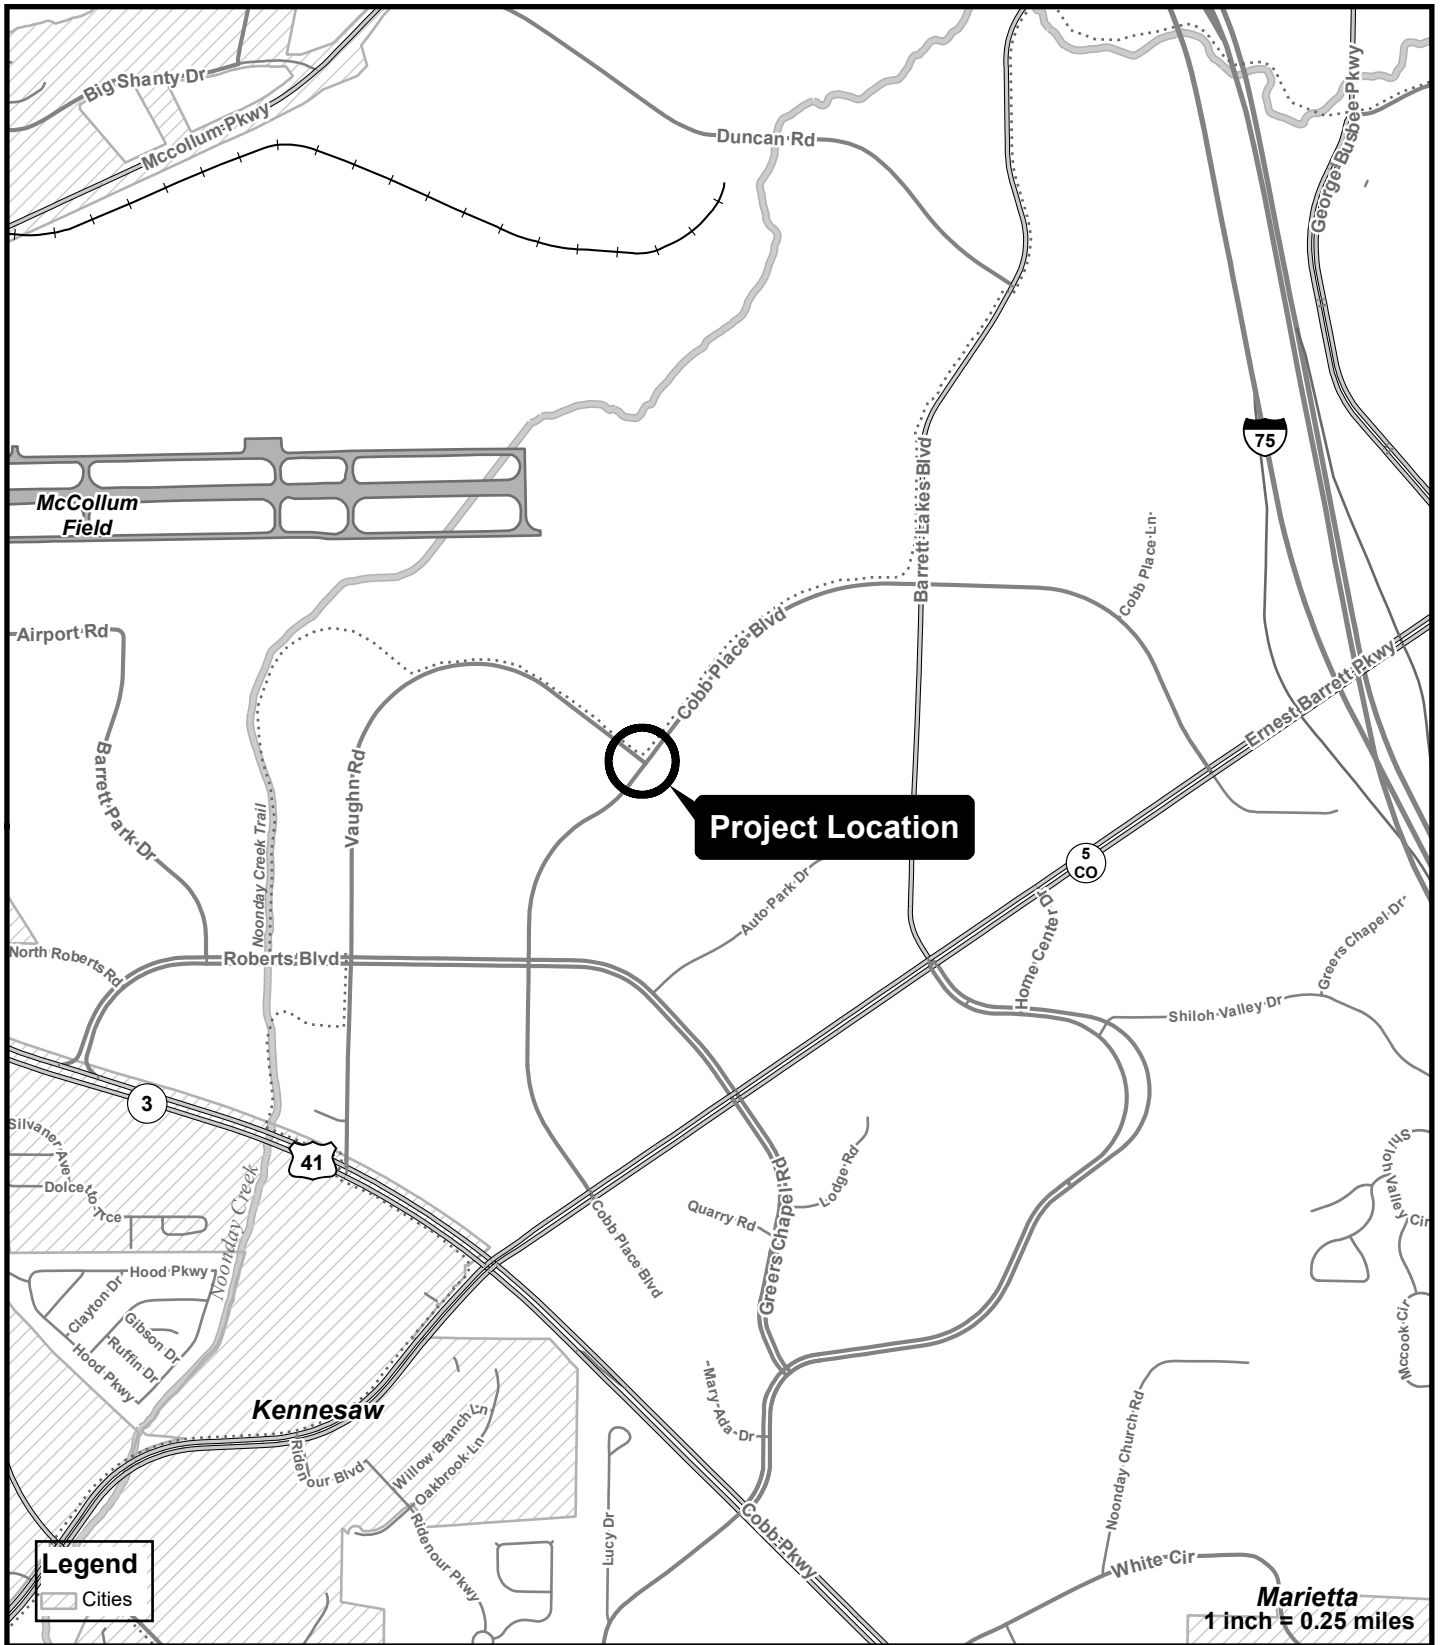 Big Shanty Dr
Mccollum Pkwy
Duncan Rd
George Busbee Pkwy
75
McCollum
Field
Barrett Lakes Blvd
Cobb Place Ln
Airport Rd
Cobb Place Blvd
Ernest Barrett Pkwy
Barrett Park Dr
Vaughn Rd
Noonday Creek Trail
Project Location
5
CO
Auto Park Dr
Home Center Dr
Greers Chapel Dr
North Roberts Rd
Roberts Blvd
Shiloh Valley Dr
3
41
Silvaner Ave
Dolcetto Trce
Noonday Creek
Lodge Rd
Quarry Rd
Greers Chapel Rd
Cobb Place Blvd
Shiloh Valley Cir
Hood Pkwy
Clayton Dr
Gibson Dr
Ruffin Dr
Hood Pkwy
Mccook Cir
Kennesaw
Mary Ada Dr
Ridenour Blvd
Willow Branch Ln
Oakbrook Ln
Noonday Church Rd
Ridenour Pkwy
Lucy Dr
Cobb Pkwy
White Cir
Legend
Cities
Marietta
1 inch = 0.25 miles